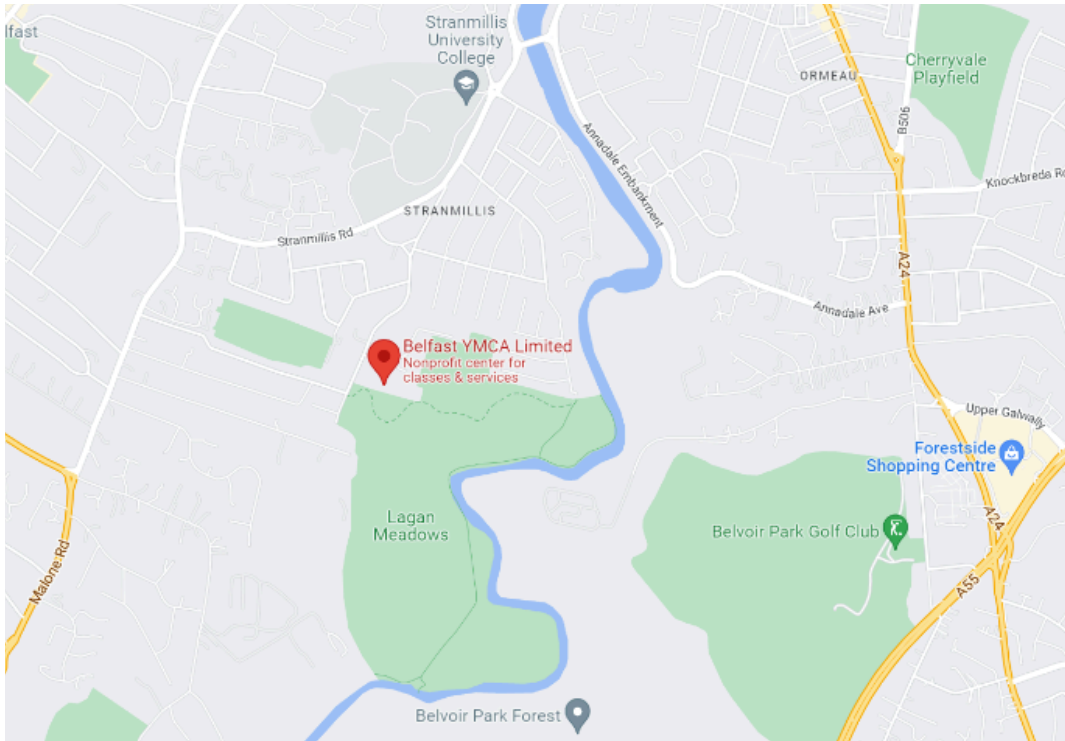 lfast
Stranmillis
University
College
ORMEAU
Cherryvale
Playfield
B506
Annadale Embankment
Knockbreda Rd
STRANMILLIS
Stranmillis Rd
A24
Annadale Ave
Belfast YMCA Limited
Nonprofit center for
classes & services
Upper Galwally
Forestside
Shopping Centre
Lagan
Meadows
A24
Belvoir Park Golf Club
Malone Rd
A55
Belvoir Park Forest